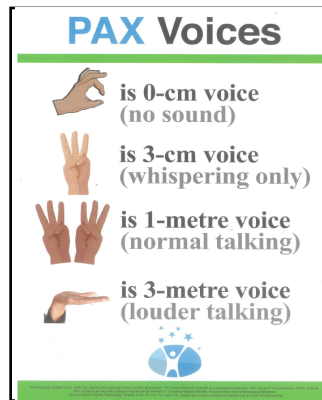 PAX Voices
is 0-cm voice
(no sound)
is 3-cm voice
(whispering only)
is 1-metre voice
(normal talking)
is 3-metre voice
(louder talking)